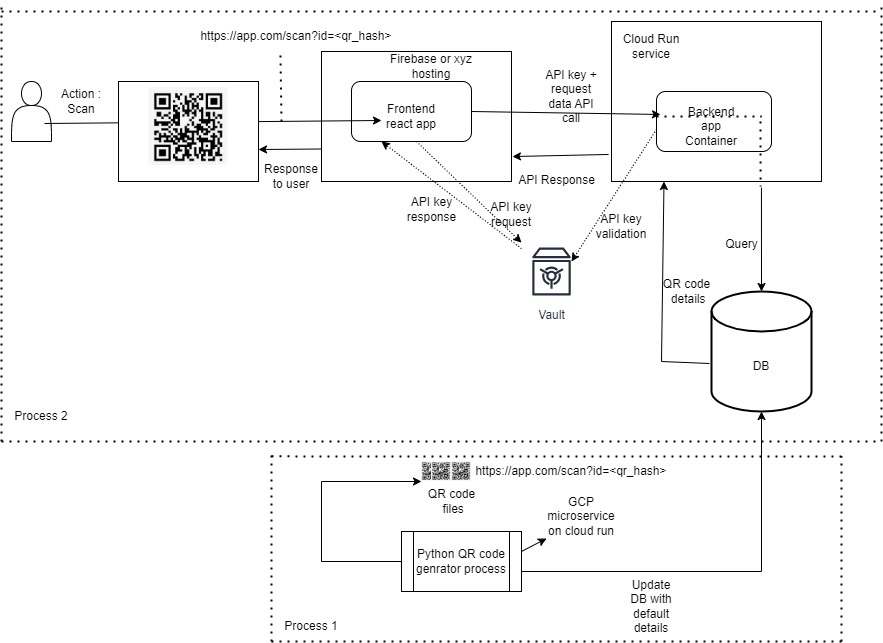 https://app.com/scan?id=<qr_hash>
Action :
Scan
Firebase or xyz
hosting
Frontend
react app
API key +
request
data API
call
Cloud Run
service
Backend
app
Container
Response
to user
API Response
API key
response
API key
request
API key
validation
Query
QR code
details
Vault
DB
Process 2
https://app.com/scan?id=<qr_hash>
QR code
files
GCP
microservice
on cloud run
Python QR code
genrator process
Update
DB with
default
details
Process 1